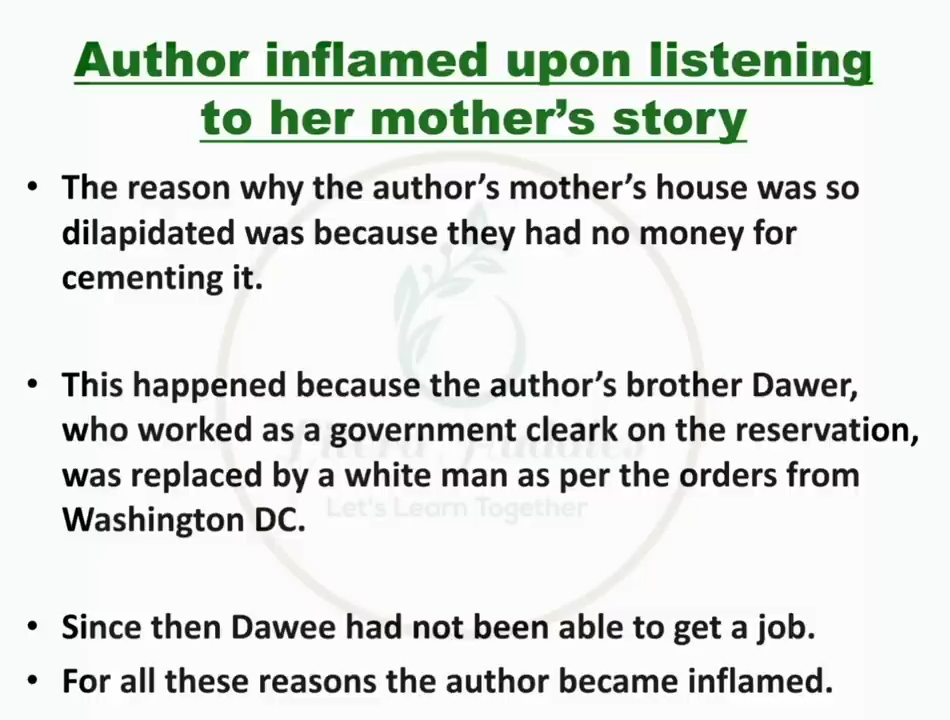 Author inflamed upon listening
to her mother's story
• The reason why the author's mother's house was so
dilapidated was because they had no money for
cementing it.
• This happened because the author's brother Dawer,
who worked as a government cleark on the reservation,
was replaced by a white man as per the orders from
Washington DC.
Let's Learn Together
• Since then Dawee had not been able to get a job.
• For all these reasons the author became inflamed.